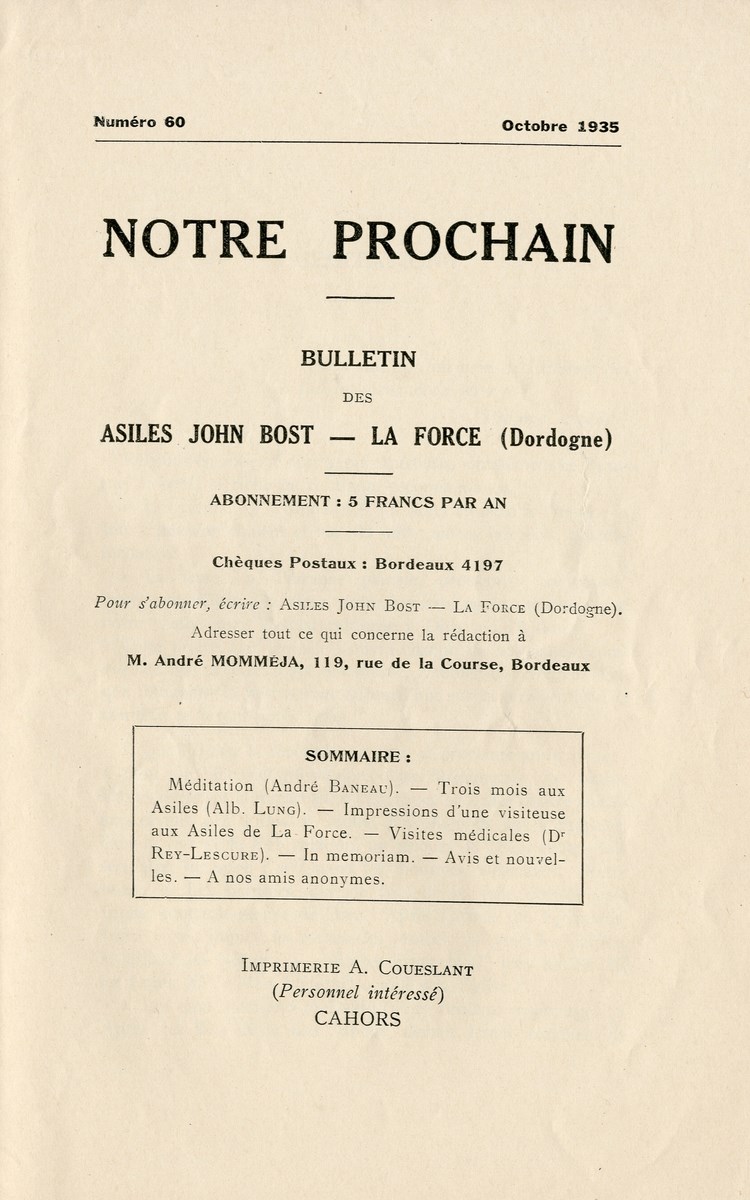 Numéro 60
Octobre 1935
NOTRE PROCHAIN
BULLETIN
DES
ASILES JOHN BOST — LA FORCE (Dordogne)
ABONNEMENT : 5 FRANCS PAR AN
Chèques Postaux : Bordeaux 4197
Pour s'abonner, écrire : ASILES JOHN BOST — LA FORCE (Dordogne).
Adresser tout ce qui concerne la rédaction à
M. André MOMMÉJA, 119, rue de la Course, Bordeaux
SOMMAIRE :
Méditation (André BANEAU). — Trois mois aux
Asiles (Alb. LUNG). — Impressions d'une visiteuse
aux Asiles de La Force. — Visites médicales (Dr
REY-LESCURE). — In memoriam. — Avis et nouvel-
les. — A nos amis anonymes.
IMPRIMERIE A. COUESLANT
(Personnel intéressé)
CAHORS